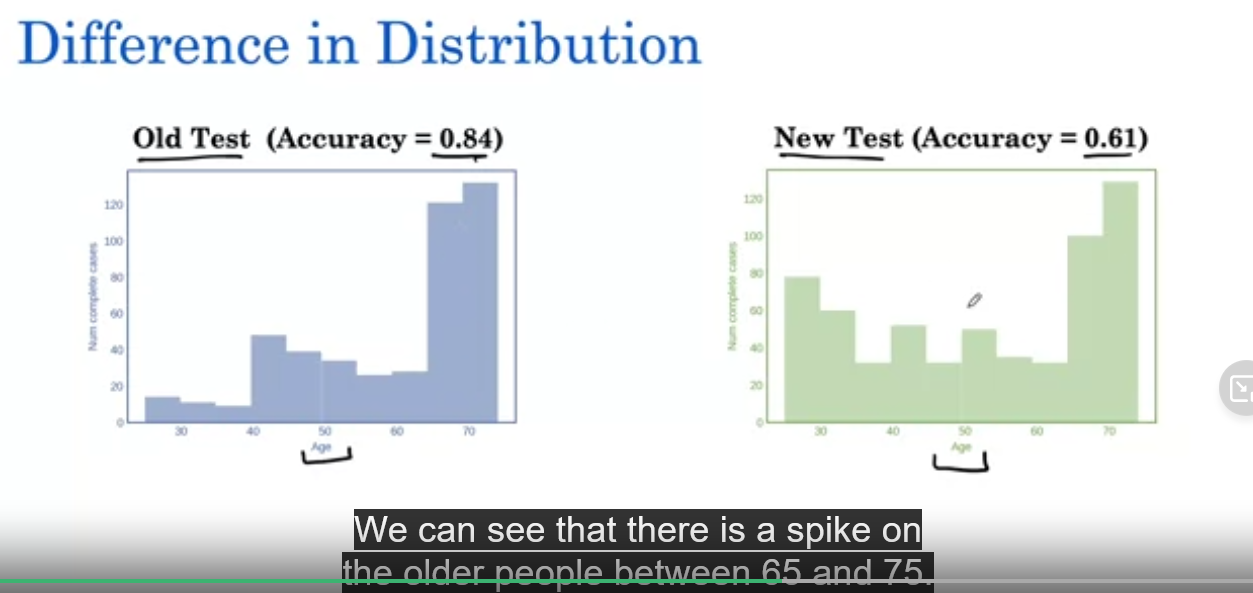 Difference in Distribution
Old Test (Accuracy = 0.84)
Num complete cases
120
100
80
60
40
20
0
30 40 50 60 70
Age
New Test (Accuracy = 0.61)
Num complete cases
120
100
80
60
40
20
0
30 40 50 60 70
Age
We can see that there is a spike on
the older people between 65 and 75.